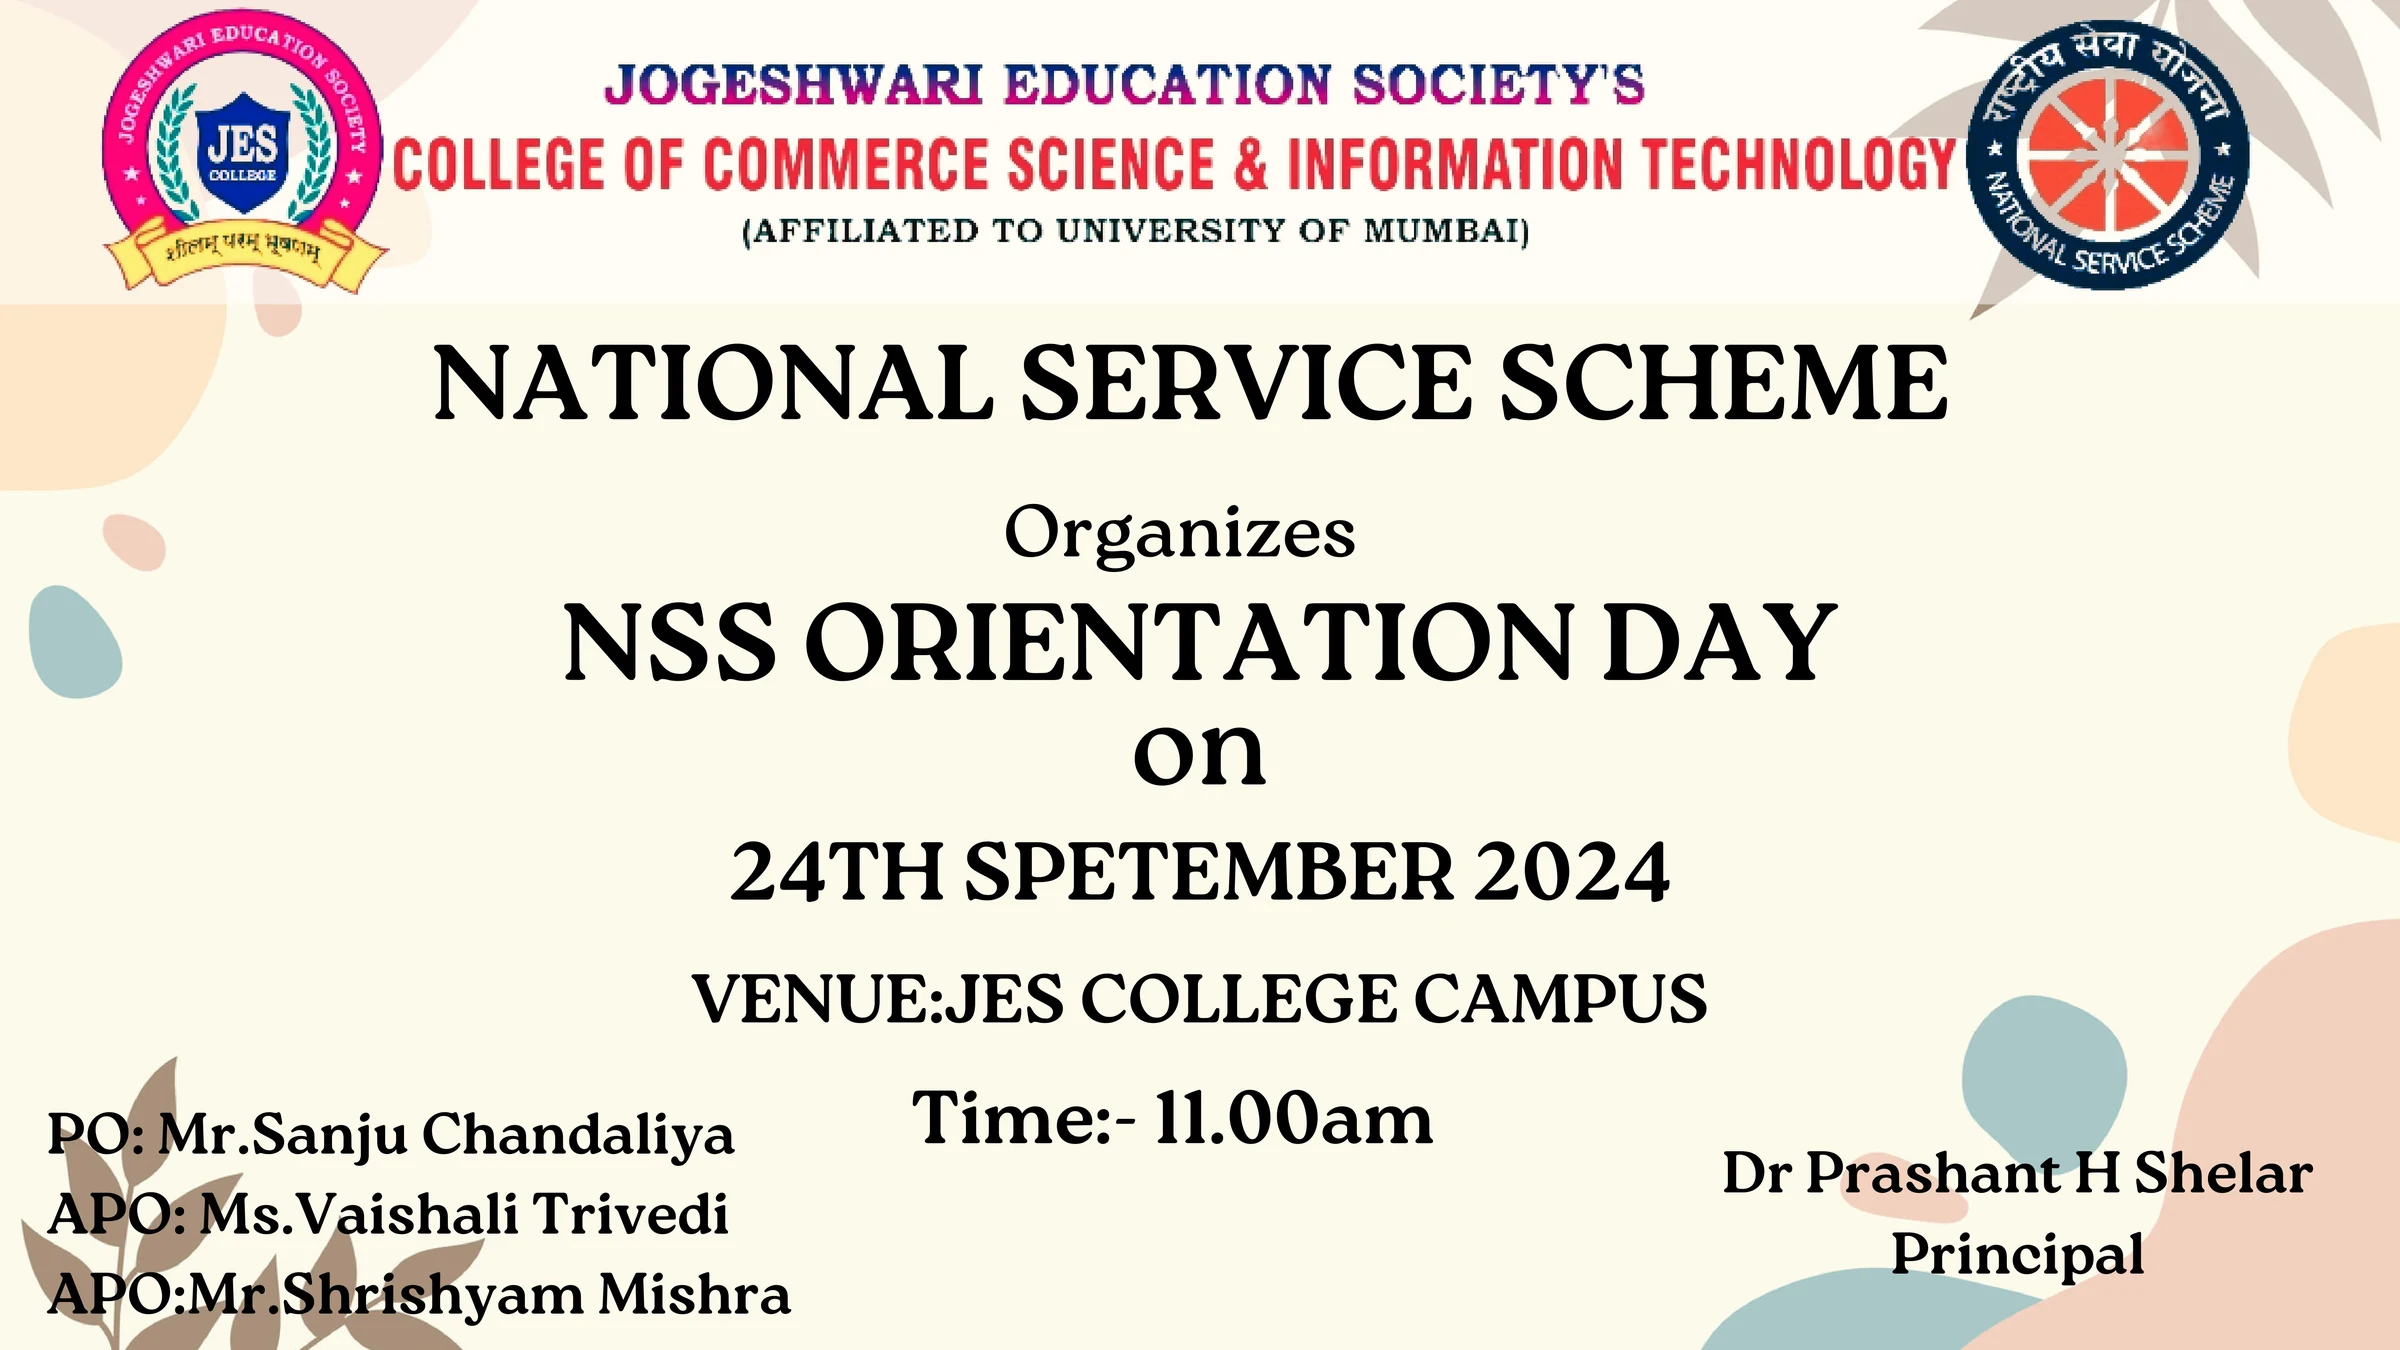 JOGESHWARI EDUCATION SOCIETY
JES
COLLEGE
शीलम् परम् भूषणम्
JOGESHWARI EDUCATION SOCIETY'S
COLLEGE OF COMMERCE SCIENCE & INFORMATION TECHNOLOGY
(AFFILIATED TO UNIVERSITY OF MUMBAI)
राष्ट्रीय सेवा योजना
NATIONAL SERVICE SCHEME
NATIONAL SERVICE SCHEME
Organizes
NSS ORIENTATION DAY
on
24TH SPETEMBER 2024
VENUE:JES COLLEGE CAMPUS
Time:- 11.00am
PO: Mr.Sanju Chandaliya
APO: Ms.Vaishali Trivedi
APO:Mr.Shrishyam Mishra
Dr Prashant H Shelar
Principal